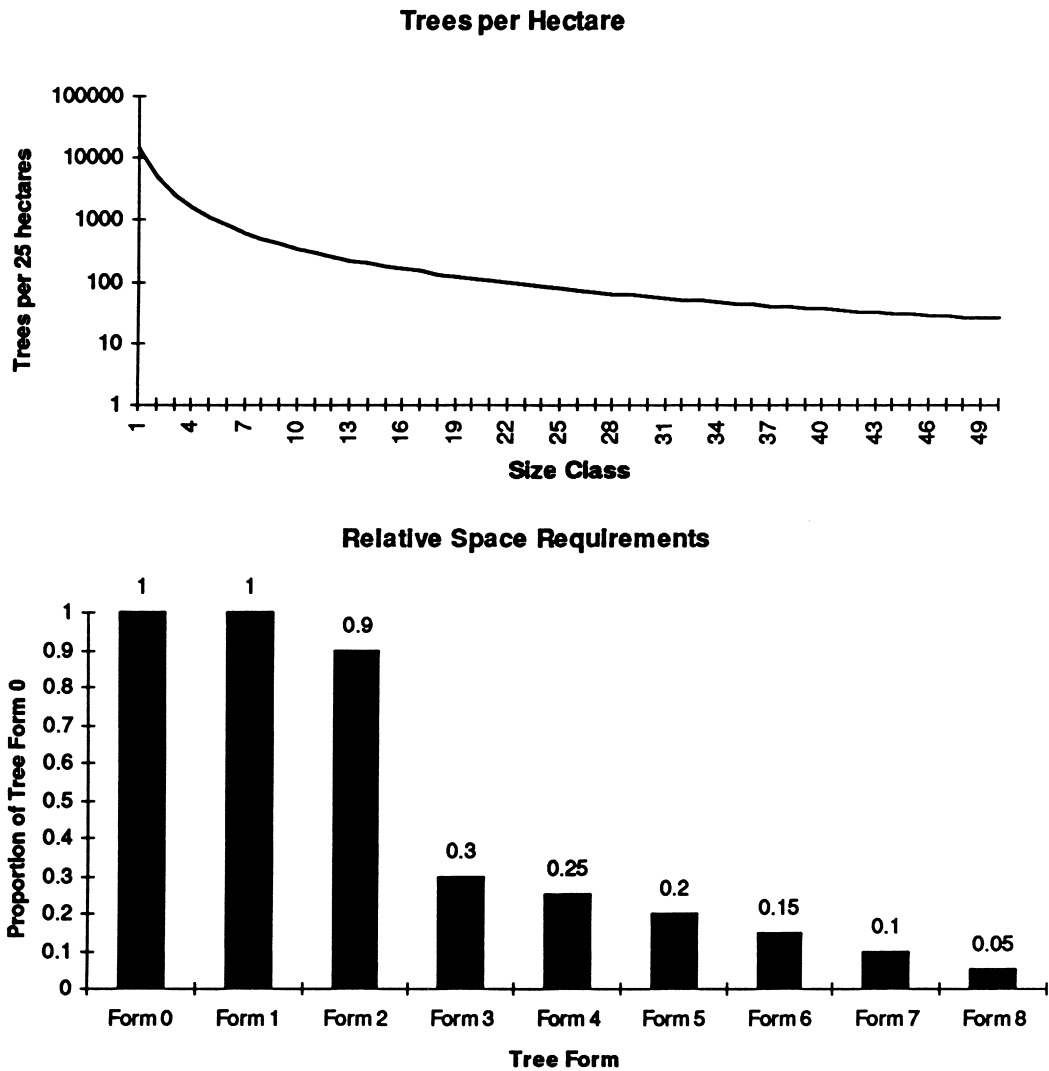 Trees per Hectare
Trees per 25 hectares
100000
10000
1000
100
10
1
1 4 7 10 13 16 19 22 25 28 31 34 37 40 43 46 49
Size Class
Relative Space Requirements
Proportion of Tree Form 0
1
0.9
0.8
0.7
0.6
0.5
0.4
0.3
0.2
0.1
0
1 1 0.9 0.3 0.25 0.2 0.15 0.1 0.05
Form 0 Form 1 Form 2 Form 3 Form 4 Form 5 Form 6 Form 7 Form 8
Tree Form